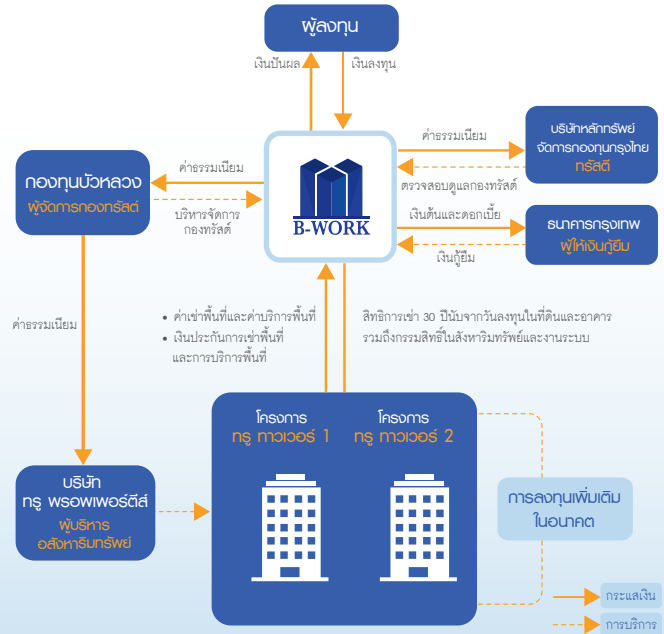 ผู้ลงทุน
เงินปันผล
เงินลงทุน
ค่าธรรมเนียม
บริษัทหลักทรัพย์
จัดการกองทุนกรุงไทย
ทรัสตี
ตรวจสอบดูแลกองทรัสต์
กองทุนบัวหลวง
ผู้จัดการกองทรัสต์
ค่าธรรมเนียม
บริหารจัดการ
กองทรัสต์
B-WORK
เงินต้นและดอกเบี้ย
ธนาคารกรุงเทพ
ผู้ให้เงินกู้ยืม
เงินกู้ยืม
ค่าธรรมเนียม
• ค่าเช่าพื้นที่และค่าบริการพื้นที่
• เงินประกันการเช่าพื้นที่
และการบริการพื้นที่
สิทธิการเช่า 30 ปีนับจากวันลงทุนในที่ดินและอาคาร
รวมถึงกรรมสิทธิ์ในสังหาริมทรัพย์และงานระบบ
โครงการ
ทรู ทาวเวอร์ 1
โครงการ
ทรู ทาวเวอร์ 2
บริษัท
ทรู พรอพเพอร์ตีส์
ผู้บริหาร
อสังหาริมทรัพย์
การลงทุนเพิ่มเติม
ในอนาคต
กระแสเงิน
การบริการ